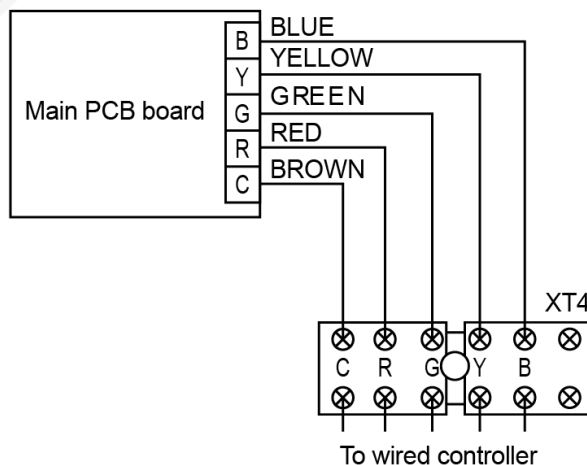 B BLUE
Y YELLOW
Main PCB board G GREEN
R RED
C BROWN
XT4
C R G Y B
To wired controller